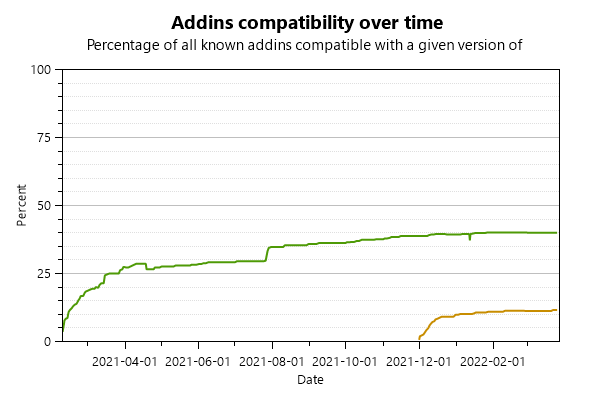 Addins compatibility over time
Percentage of all known addins compatible with a given version of
100
75
50
25
0
Percent
2021-04-01 2021-06-01 2021-08-01 2021-10-01 2021-12-01 2022-02-01
Date